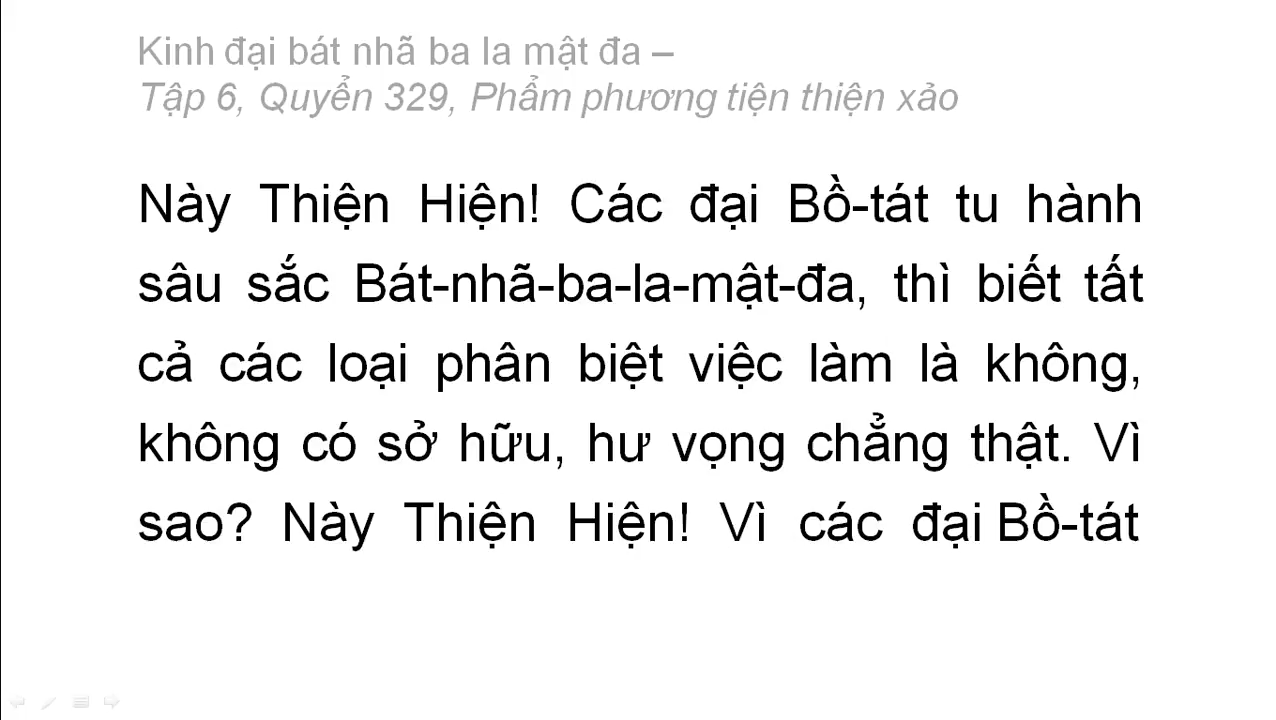 Kinh đại bát nhã ba la mật đa –
Tập 6, Quyển 329, Phẩm phương tiện thiện xảo
Này Thiện Hiện! Các đại Bồ-tát tu hành
sâu sắc Bát-nhã-ba-la-mật-đa, thì biết tất
cả các loại phân biệt việc làm là không,
không có sở hữu, hư vọng chẳng thật. Vì
sao? Này Thiện Hiện! Vì các đại Bồ-tát